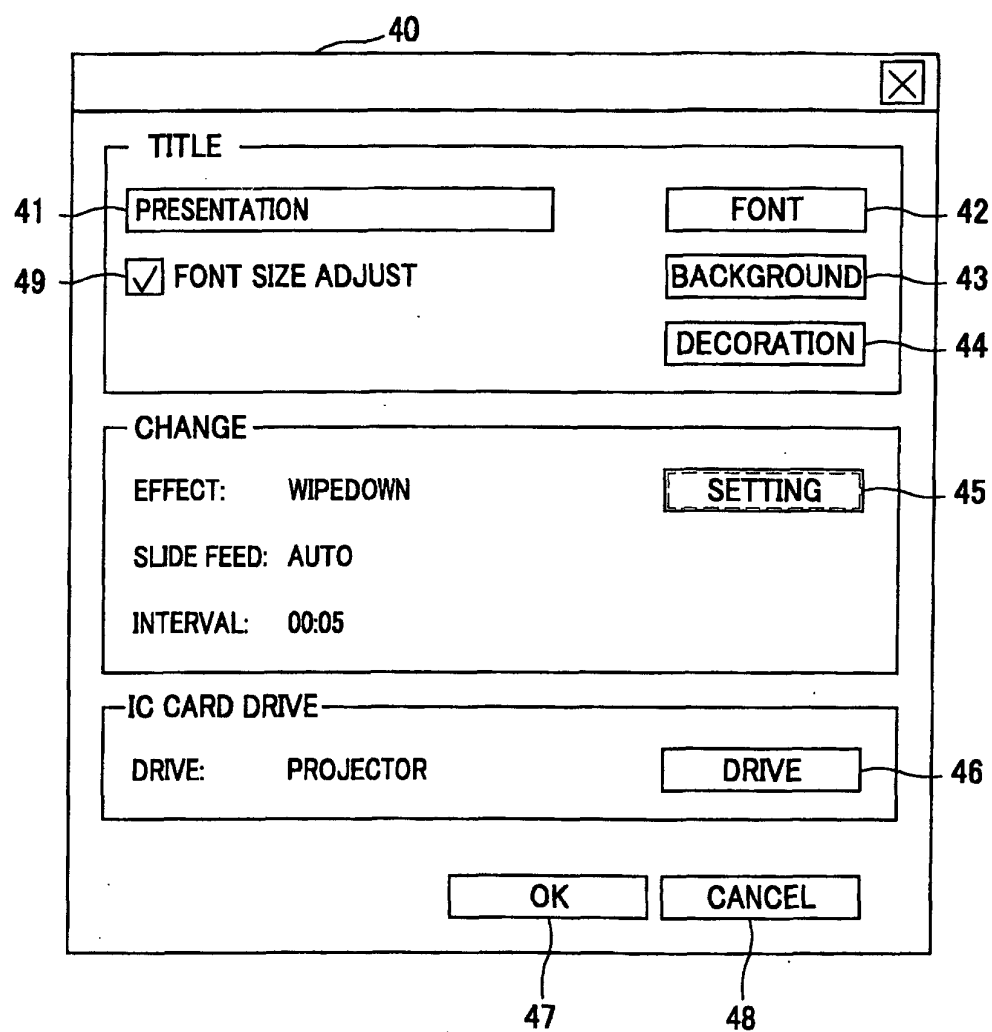 40
TITLE
41 PRESENTATION FONT 42
49 FONT SIZE ADJUST BACKGROUND 43
DECORATION 44
CHANGE
EFFECT: WIPEDOWN SETTING 45
SLIDE FEED: AUTO
INTERVAL: 00:05
IC CARD DRIVE
DRIVE: PROJECTOR DRIVE 46
OK CANCEL
47 48